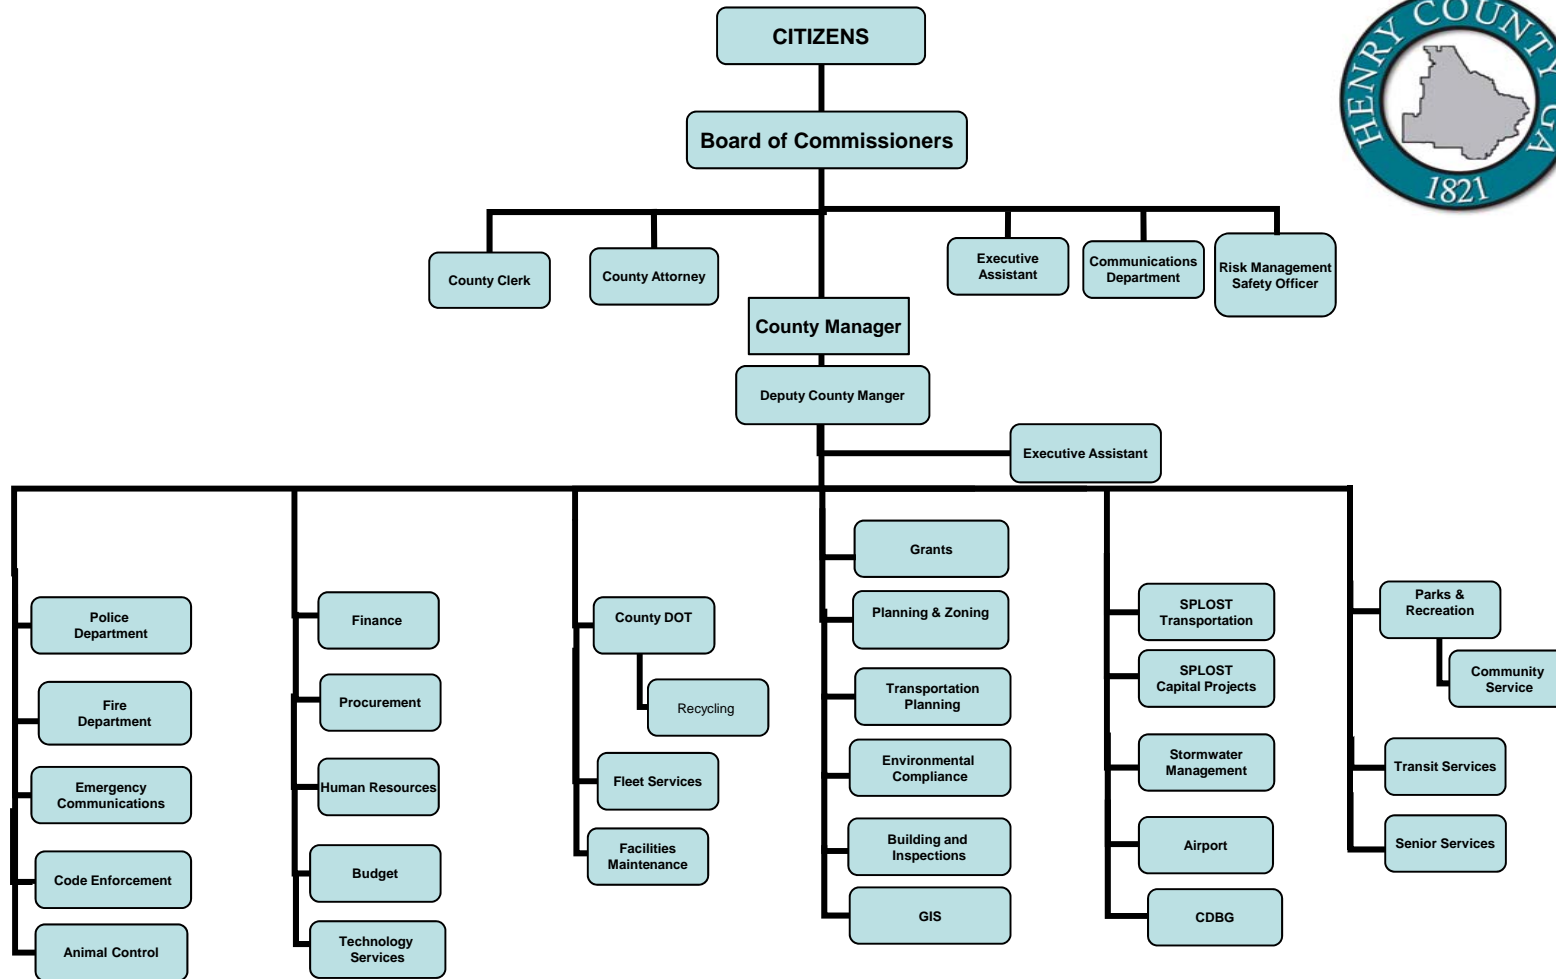 CITIZENS
HENRY COUNTY GA
1821
Board of Commissioners
County Clerk
County Attorney
Executive
Assistant
Communications
Department
Risk Management
Safety Officer
County Manager
Deputy County Manger
Executive Assistant
Police
Department
Fire
Department
Emergency
Communications
Code Enforcement
Animal Control
Finance
Procurement
Human Resources
Budget
Technology
Services
County DOT
Recycling
Fleet Services
Facilities
Maintenance
Grants
Planning & Zoning
Transportation
Planning
Environmental
Compliance
Building and
Inspections
GIS
SPLOST
Transportation
SPLOST
Capital Projects
Stormwater
Management
Airport
CDBG
Parks &
Recreation
Community
Service
Transit Services
Senior Services